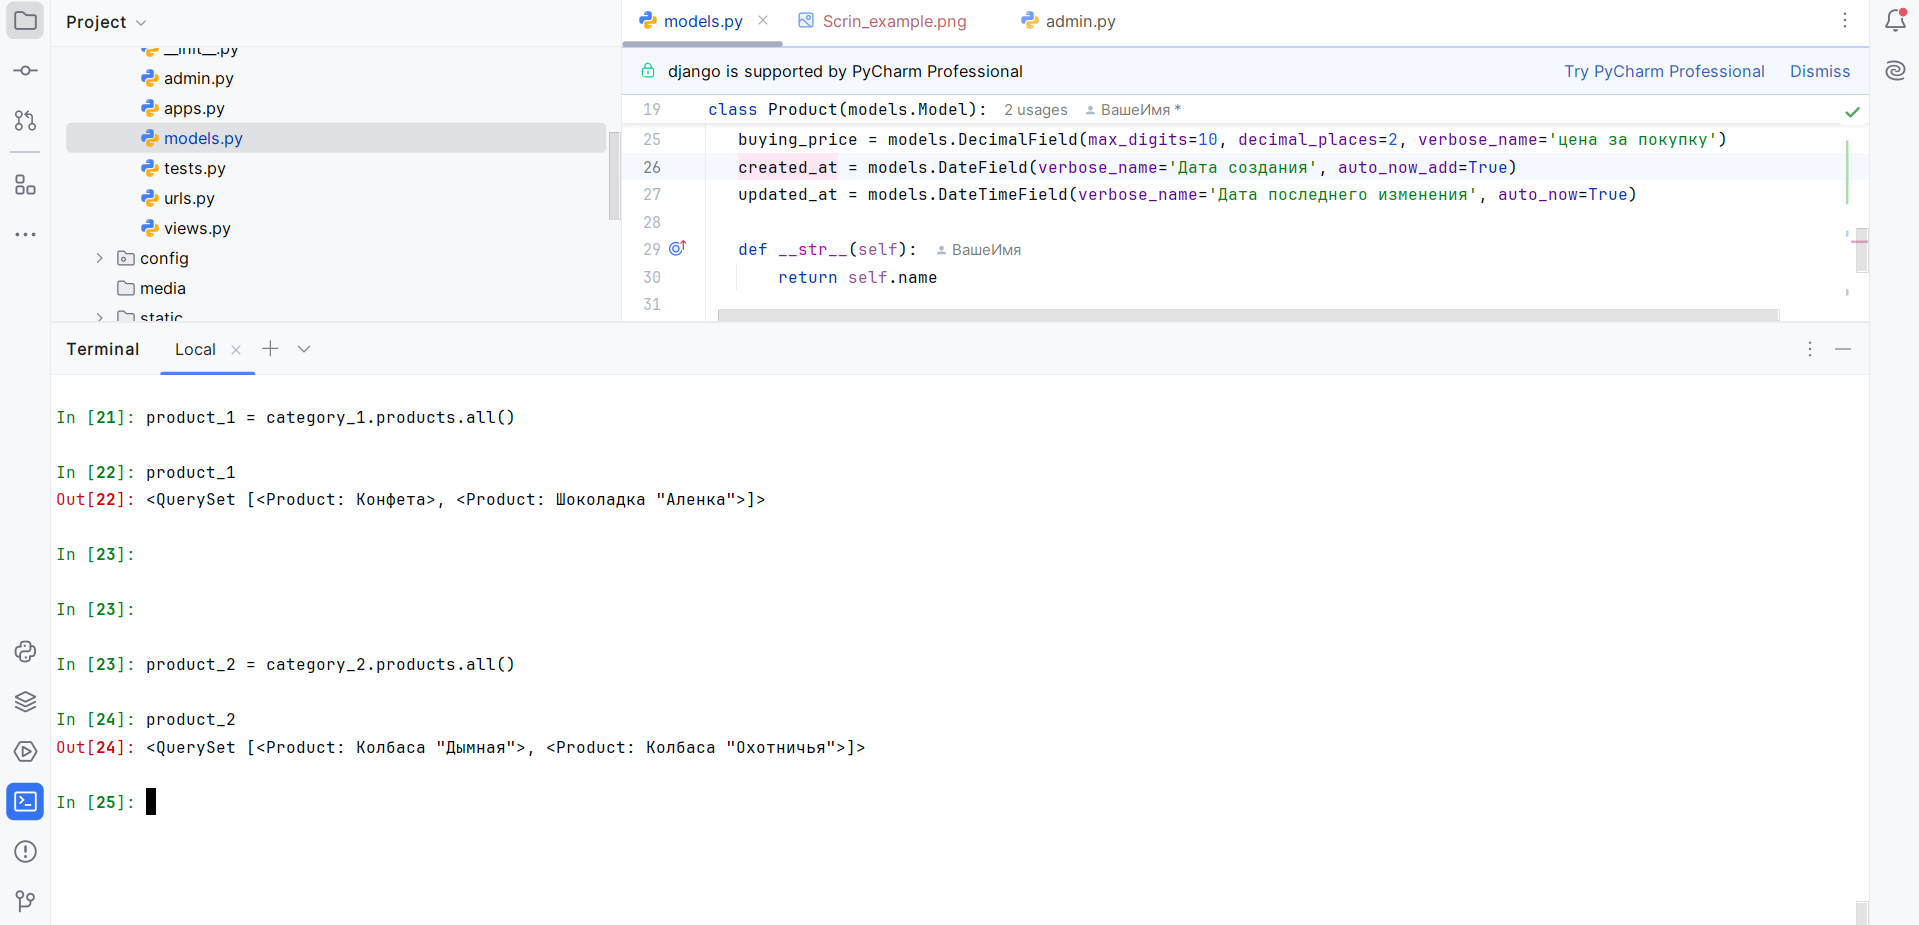 Project
__init__.py
admin.py
apps.py
models.py
tests.py
urls.py
views.py
config
media
static
models.py
Scrin_example.png
admin.py
django is supported by PyCharm Professional
Try PyCharm Professional
Dismiss
19 class Product(models.Model): 2 usages ВашеИмя *
25 buying_price = models.DecimalField(max_digits=10, decimal_places=2, verbose_name='цена за покупку')
26 created_at = models.DateField(verbose_name='Дата создания', auto_now_add=True)
27 updated_at = models.DateTimeField(verbose_name='Дата последнего изменения', auto_now=True)
28
29 def __str__(self): ВашеИмя
30 return self.name
31
Terminal Local
In [21]: product_1 = category_1.products.all()
In [22]: product_1
Out[22]: <QuerySet [<Product: Конфета>, <Product: Шоколадка "Аленка">]>
In [23]:
In [23]:
In [23]: product_2 = category_2.products.all()
In [24]: product_2
Out[24]: <QuerySet [<Product: Колбаса "Дымная">, <Product: Колбаса "Охотничья">]>
In [25]: